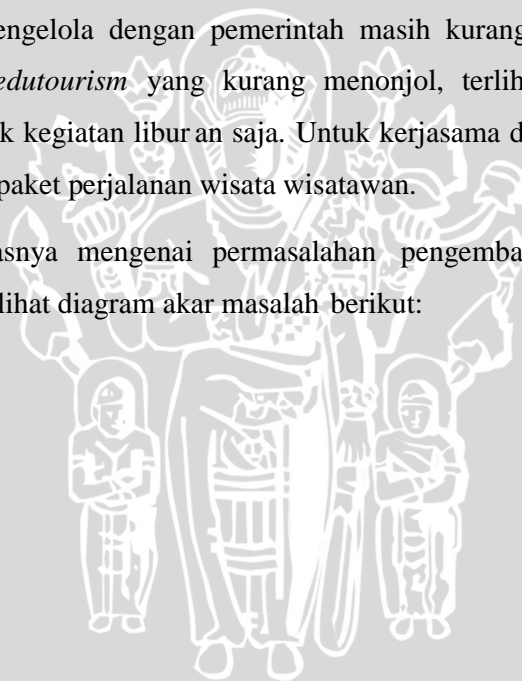 engelola dengan pemerintah masih kurang
edutourism yang kurang menonjol, terlih
k kegiatan libur an saja. Untuk kerjasama d
paket perjalanan wisata wisatawan.
asnya mengenai permasalahan pengemba
lihat diagram akar masalah berikut: